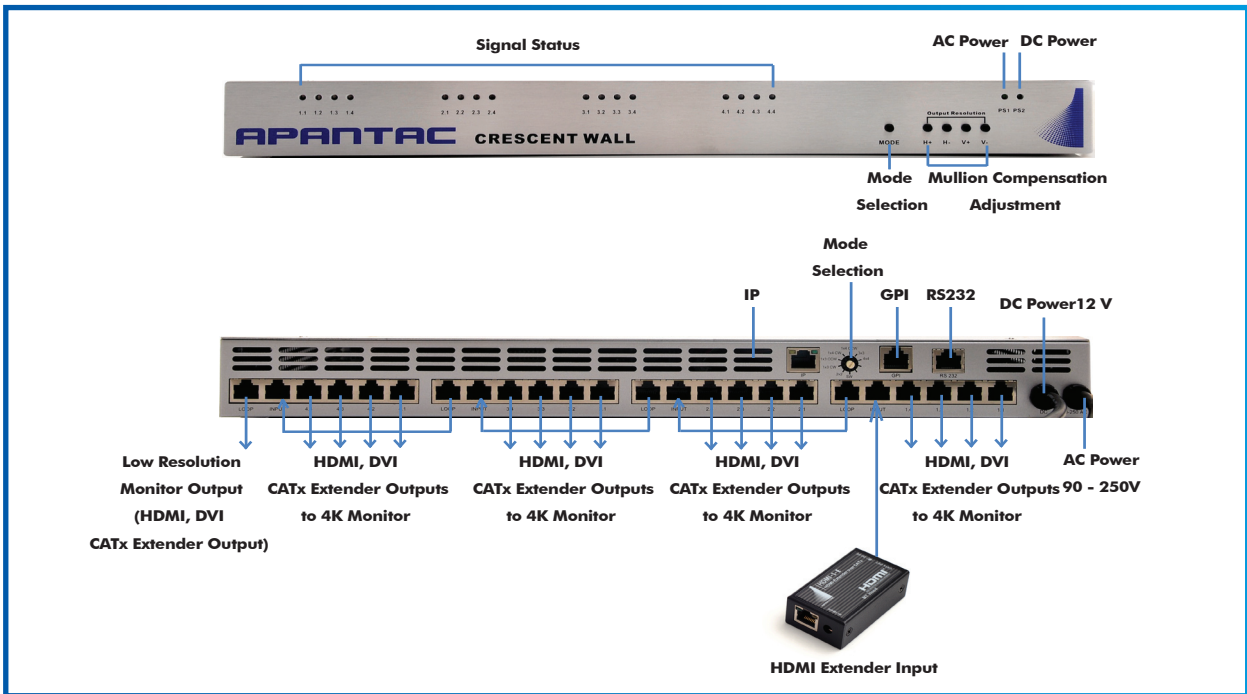 Signal Status
AC Power DC Power
1.1 1.2 1.3 1.4 2.1 2.2 2.3 2.4 3.1 3.2 3.3 3.4 4.1 4.2 4.3 4.4
PS1 PS2
Output Resolution
APANTAC CRESCENT WALL
MODE H+ H- V+ V-
Mode
Selection
Mullion Compensation
Adjustment
Mode
Selection
IP GPI RS232 DC Power12 V
IP GPI RS 232
LOOP INPUT LOOP INPUT LOOP INPUT LOOP INPUT
Low Resolution
Monitor Output
(HDMI, DVI
CATx Extender Output)
HDMI, DVI
CATx Extender Outputs
to 4K Monitor
HDMI, DVI
CATx Extender Outputs
to 4K Monitor
HDMI, DVI
CATx Extender Outputs
to 4K Monitor
HDMI, DVI
CATx Extender Outputs
to 4K Monitor
AC Power
90 - 250V
HDMI-1-E
HDMI
HDMI Extender Input